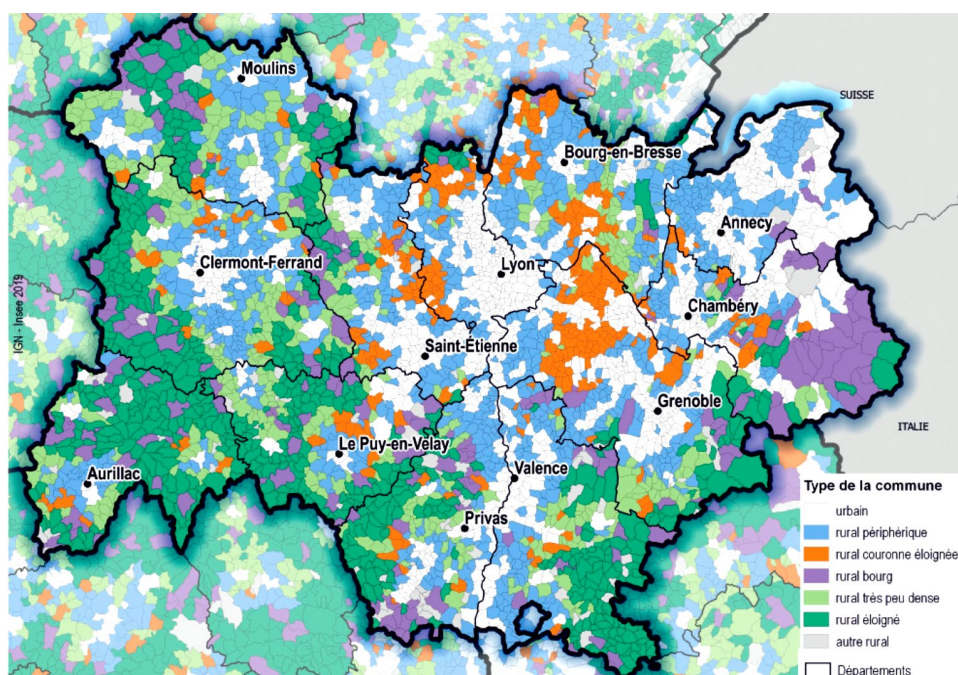 Moulins
SUISSE
Bourg-en-Bresse
Annecy
Clermont-Ferrand
Lyon
Chambéry
IGN - Insee 2019
Saint-Étienne
Grenoble
ITALIE
Le Puy-en-Velay
Aurillac
Valence
Privas
Type de la commune
urbain
rural périphérique
rural couronne éloignée
rural bourg
rural très peu dense
rural éloigné
autre rural
Départements